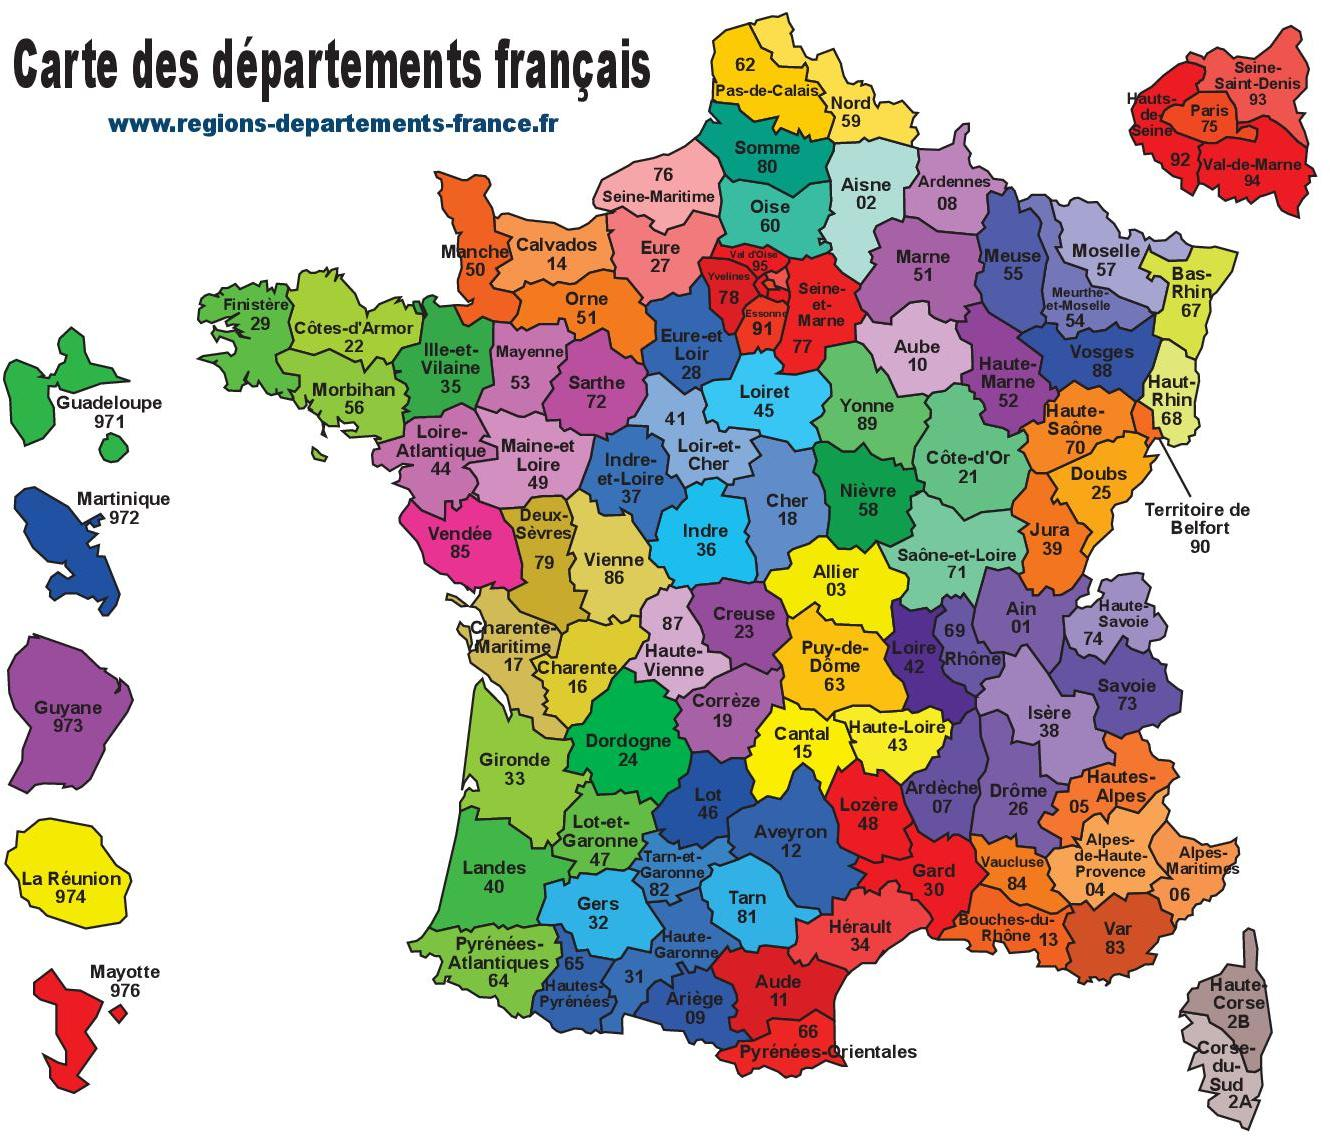 Carte des départements français
www.regions-departements-france.fr
62
Pas-de-Calais
Nord
59
Somme
80
76
Seine-Maritime
Oise
60
Aisne
02
Ardennes
08
Seine-
Saint-Denis
93
Hauts-
de-
Seine
92
Paris
75
Val-de-Marne
94
Manche
50
Calvados
14
Eure
27
Val d'Oise
95
Yvelines
78
Essonne
91
Seine-
et-
Marne
77
Marne
51
Meuse
55
Moselle
57
Meurthe-
et-Moselle
54
Bas-
Rhin
67
Finistère
29
Côtes-d'Armor
22
Morbihan
56
Ille-et-
Vilaine
35
Orne
51
Mayenne
53
Sarthe
72
Eure-et
Loir
28
Loiret
45
Aube
10
Haute-
Marne
52
Vosges
88
Haut-
Rhin
68
Guadeloupe
971
Loire-
Atlantique
44
Maine-et
Loire
49
Indre-
et-Loire
37
41
Loir-et-
Cher
Yonne
89
Côte-d'Or
21
Haute-
Saône
70
Doubs
25
Territoire de
Belfort
90
Martinique
972
Vendée
85
Deux-
Sèvres
79
Vienne
86
Indre
36
Cher
18
Nièvre
58
Saône-et-Loire
71
Jura
39
Charente-
Maritime
17
Charente
16
87
Haute-
Vienne
Creuse
23
Allier
03
Puy-de-
Dôme
63
Loire
42
69
Rhône
Ain
01
Haute-
Savoie
74
Savoie
73
Guyane
973
Gironde
33
Dordogne
24
Corrèze
19
Cantal
15
Haute-Loire
43
Isère
38
Ardèche
07
Drôme
26
Hautes-
Alpes
05
La Réunion
974
Landes
40
Lot-et-
Garonne
47
Lot
46
Aveyron
12
Lozère
48
Gard
30
Vaucluse
84
Alpes-
de-Haute-
Provence
04
Alpes-
Maritimes
06
Tarn-et-
Garonne
82
Gers
32
Tarn
81
Hérault
34
Bouches-du-
Rhône 13
Var
83
Mayotte
976
Pyrénées-
Atlantiques
64
65
Hautes-
Pyrénées
Haute-
Garonne
31
Ariège
09
Aude
11
66
Pyrénées-Orientales
Haute-
Corse
2B
Corse-
du-
Sud
2A